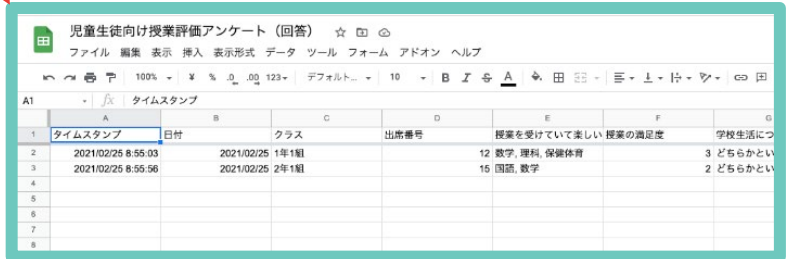 児童生徒向け授業評価アンケート（回答）
ファイル 編集 表示 挿入 表示形式 データ ツール フォーム アドオン ヘルプ
100% ¥ % .0 .00 123 デフォルト... 10 B I S A
A1 fx タイムスタンプ
A B C D E F G
1 タイムスタンプ 日付 クラス 出席番号 授業を受けていて楽しい 授業の満足度 学校生活につ
2 2021/02/25 8:55:03 2021/02/25 1年1組 12 数学, 理科, 保健体育 3 どちらかとい
3 2021/02/25 8:55:56 2021/02/25 2年1組 15 国語, 数学 2 どちらかとい
4
5
6
7
8